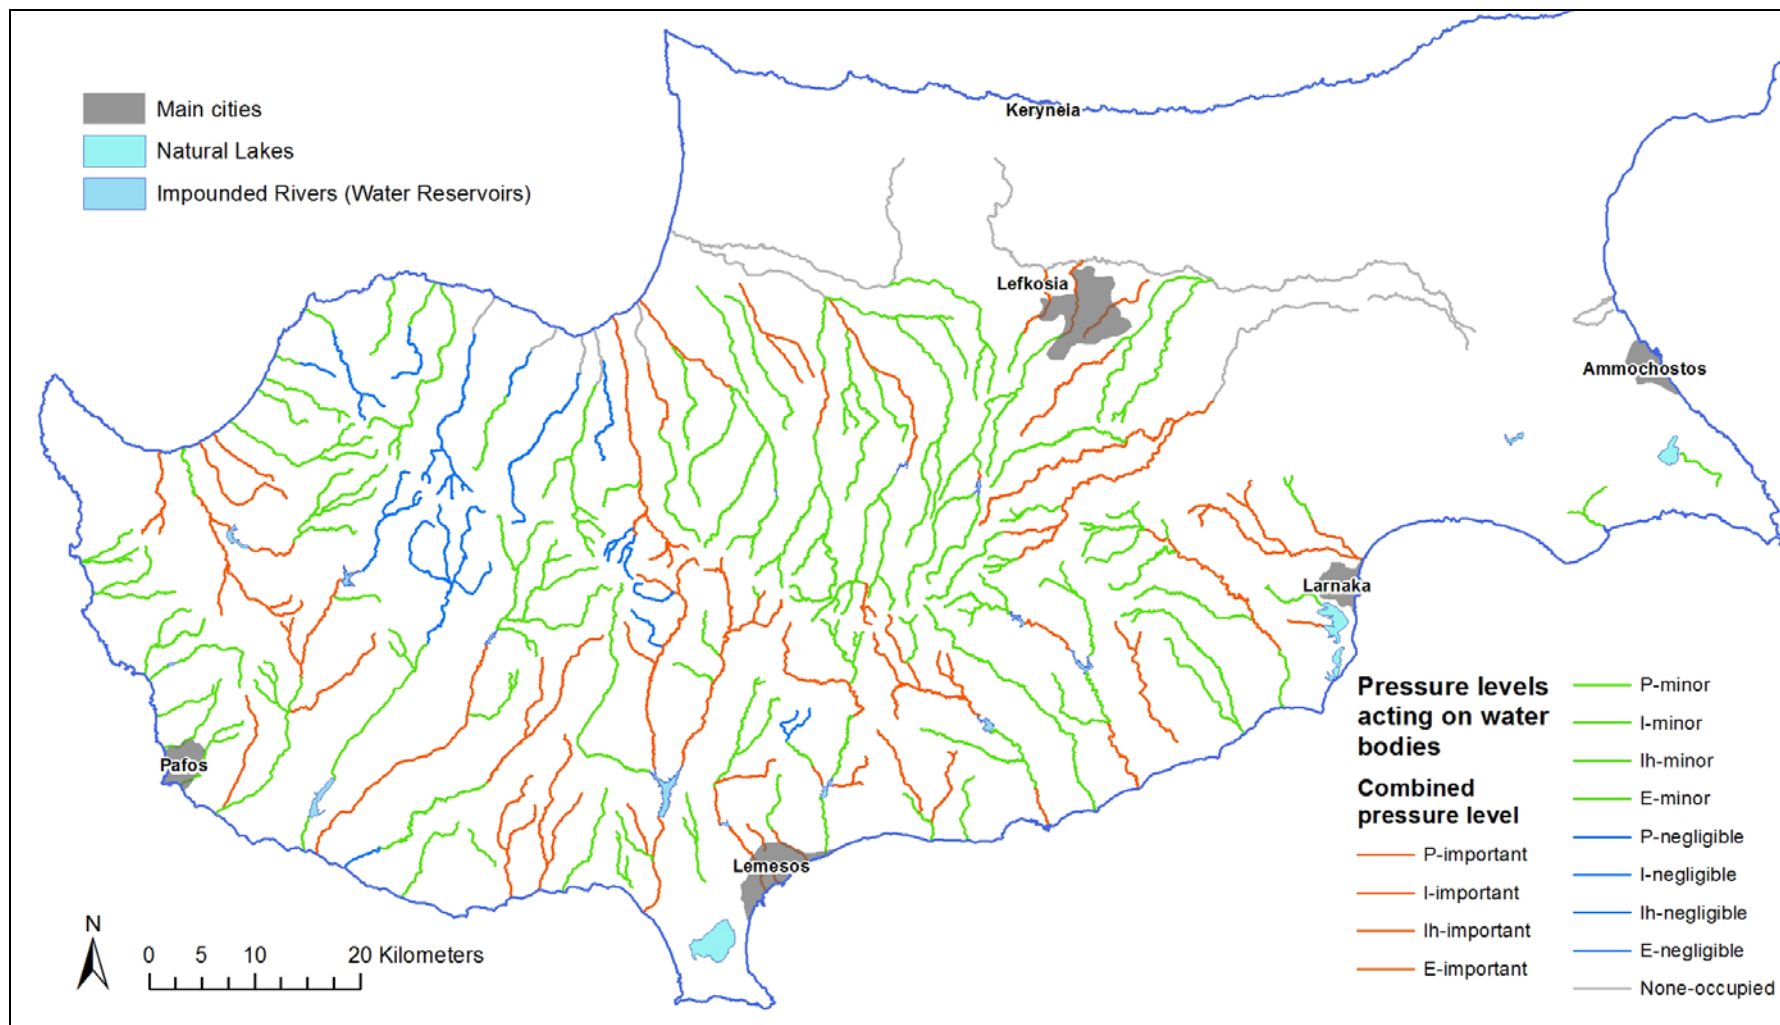 Main cities
Natural Lakes
Impounded Rivers (Water Reservoirs)
Keryneia
Lefkosia
Ammochostos
Larnaka
Pafos
Lemesos
N
0 5 10 20 Kilometers
Pressure levels
acting on water
bodies
Combined
pressure level
P-important
I-important
Ih-important
E-important
P-minor
I-minor
Ih-minor
E-minor
P-negligible
I-negligible
Ih-negligible
E-negligible
None-occupied